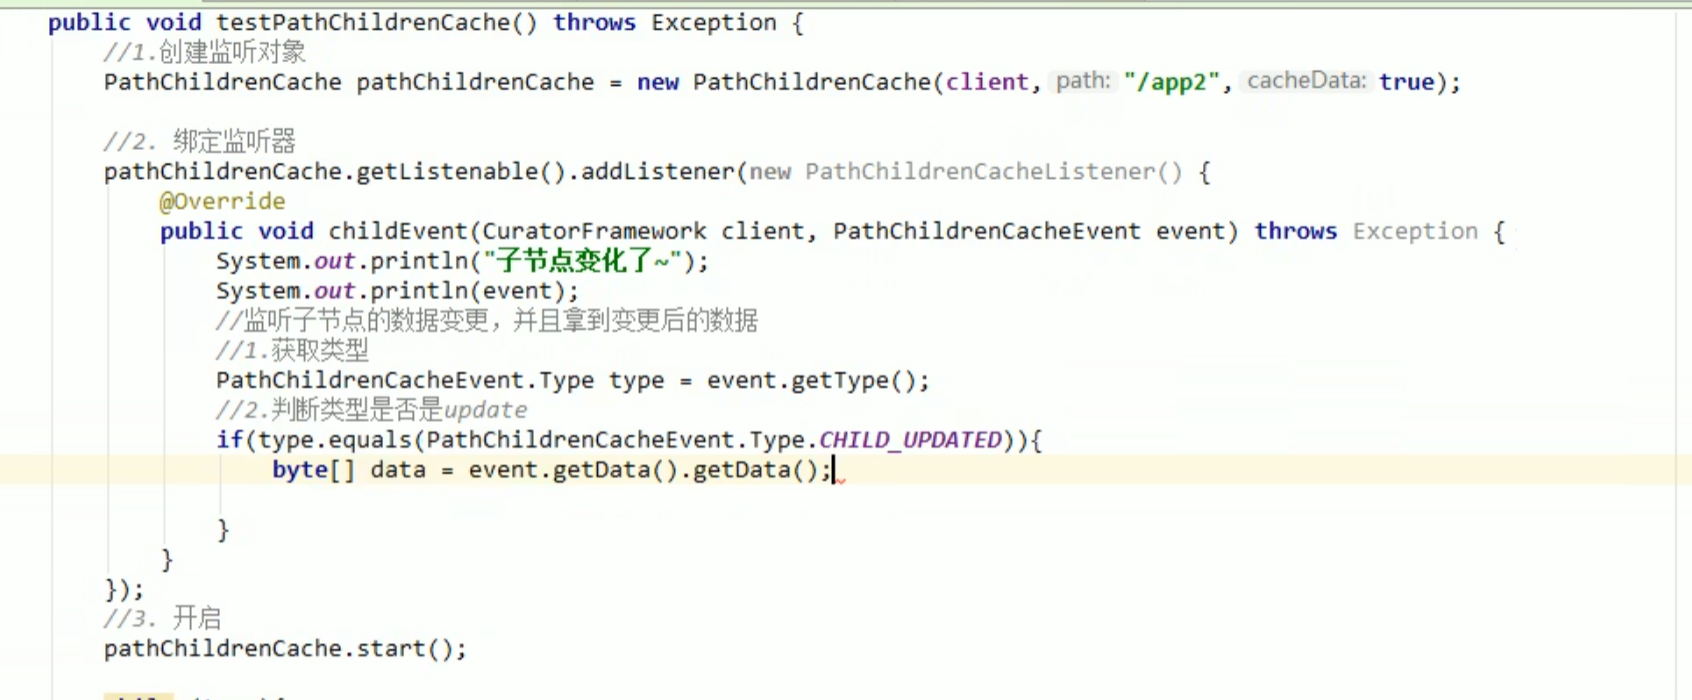 public void testPathChildrenCache() throws Exception {
//1.创建监听对象
PathChildrenCache pathChildrenCache = new PathChildrenCache(client, path: "/app2", cacheData: true);
//2. 绑定监听器
pathChildrenCache.getListenable().addListener(new PathChildrenCacheListener() {
@Override
public void childEvent(CuratorFramework client, PathChildrenCacheEvent event) throws Exception {
System.out.println("子节点变化了~");
System.out.println(event);
//监听子节点的数据变更，并且拿到变更后的数据
//1.获取类型
PathChildrenCacheEvent.Type type = event.getType();
//2.判断类型是否是update
if(type.equals(PathChildrenCacheEvent.Type.CHILD_UPDATED)){
byte[] data = event.getData().getData();
}
}
});
//3. 开启
pathChildrenCache.start();